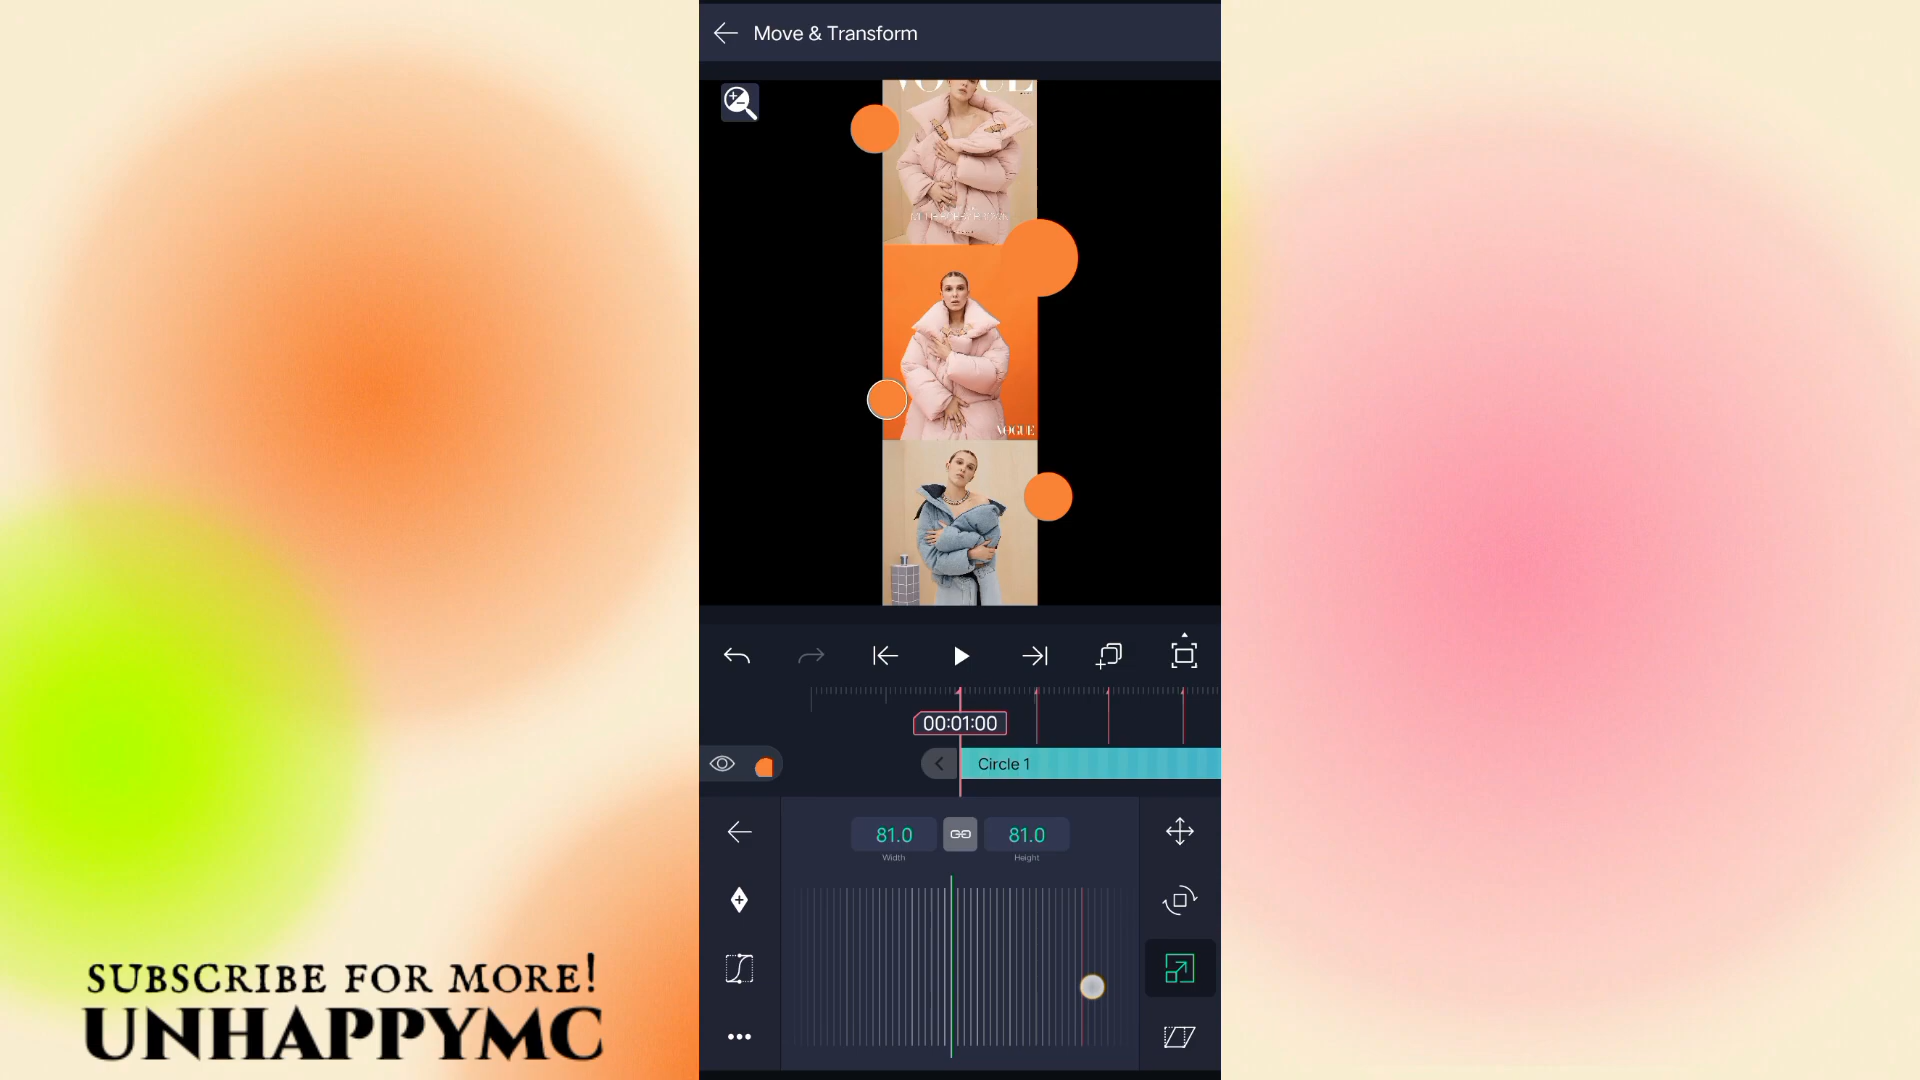 Move & Transform
VOGUE
VOGUE
00:01:00
Circle 1
81.0
81.0
Width
Height
SUBSCRIBE FOR MORE!
UNHAPPYMC